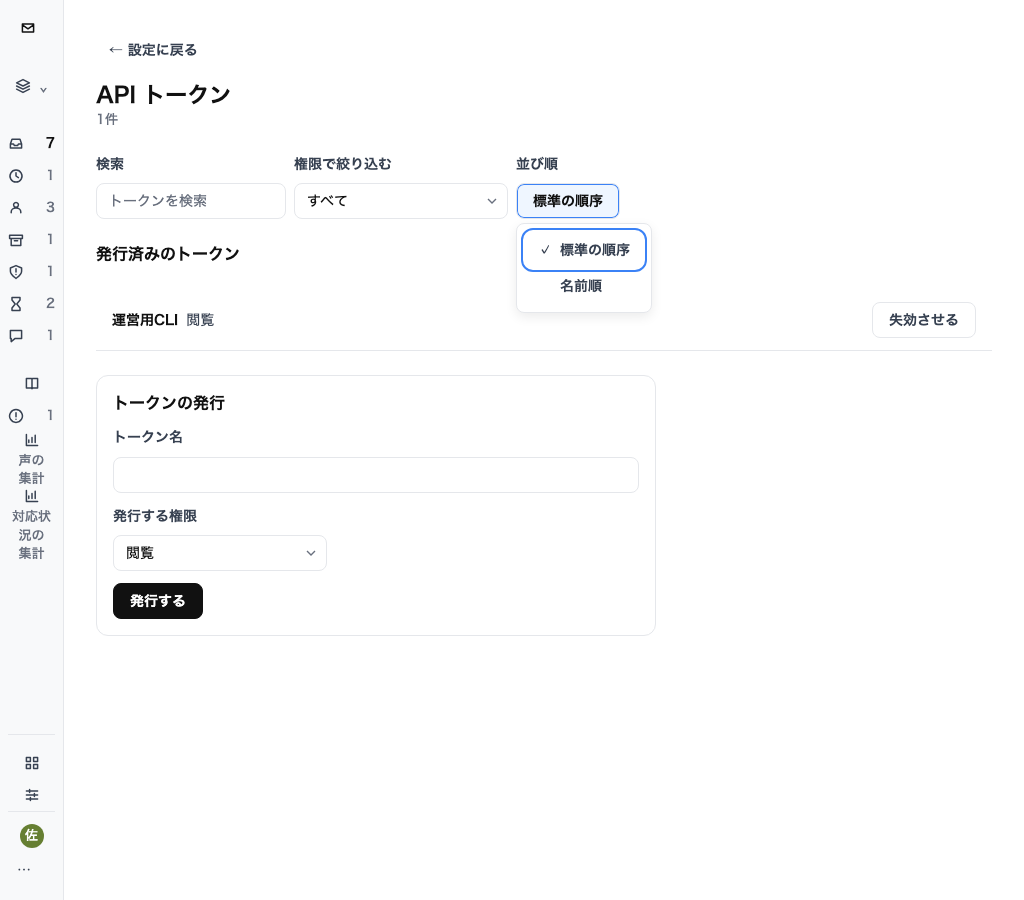 ← 設定に戻る
API トークン
1件
検索
権限で絞り込む
並び順
トークンを検索
すべて
標準の順序
✓ 標準の順序
名前順
発行済みのトークン
運営用CLI 閲覧
失効させる
トークンの発行
トークン名
発行する権限
閲覧
発行する
7
1
3
1
1
2
1
1
声の
集計
対応状
況の
集計
佐
…